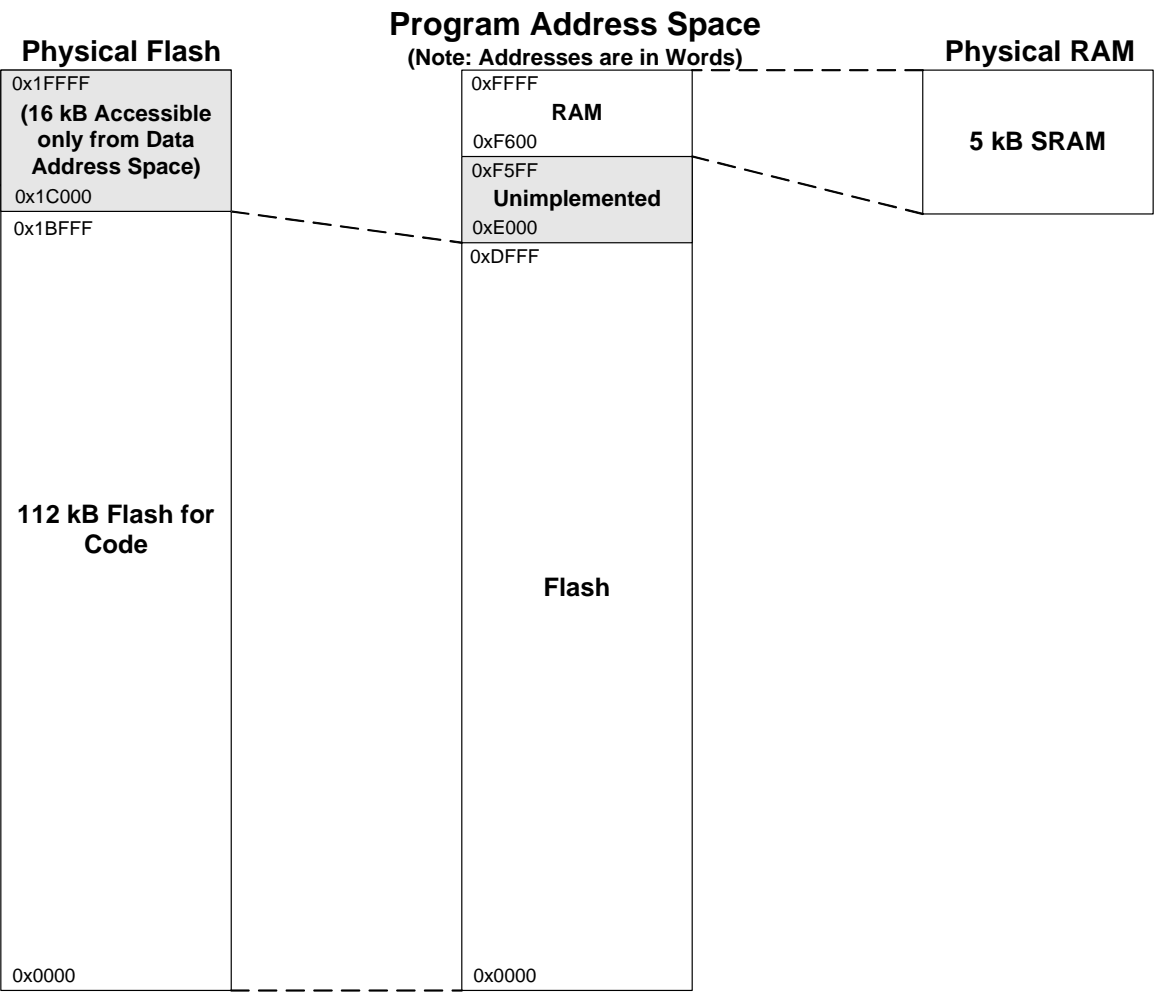 Program Address Space
(Note: Addresses are in Words)
Physical Flash
0x1FFFF
(16 kB Accessible
only from Data
Address Space)
0x1C000
0x1BFFF
112 kB Flash for
Code
0x0000
0xFFFF
RAM
0xF600
0xF5FF
Unimplemented
0xE000
0xDFFF
Flash
0x0000
Physical RAM
5 kB SRAM